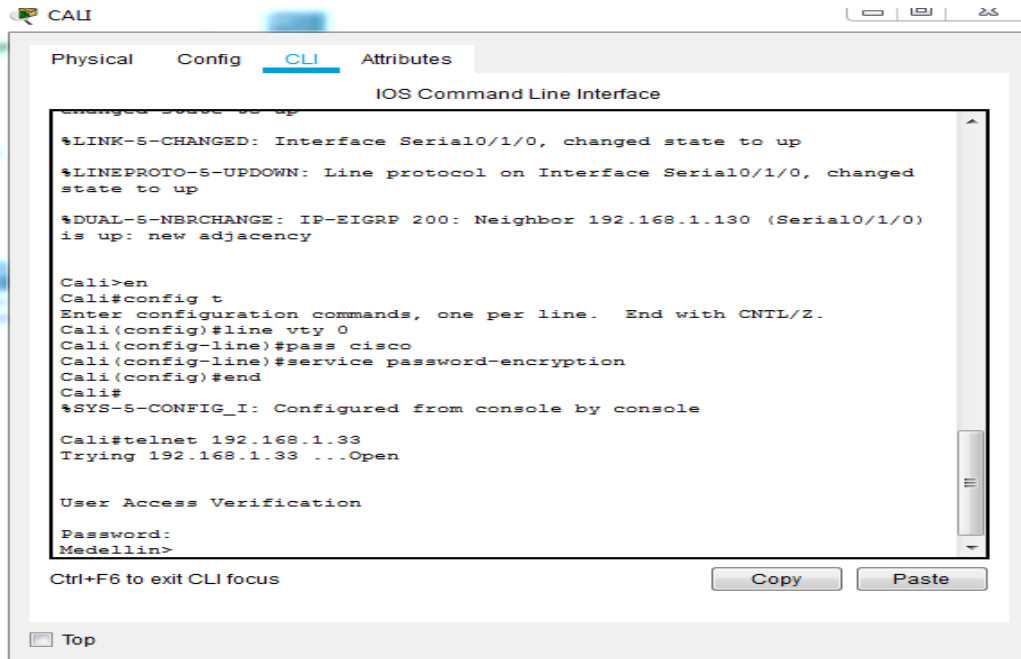 CALI
Physical Config CLI Attributes
IOS Command Line Interface
changed state to up
%LINK-5-CHANGED: Interface Serial0/1/0, changed state to up
%LINEPROTO-5-UPDOWN: Line protocol on Interface Serial0/1/0, changed
state to up
%DUAL-5-NBRCHANGE: IP-EIGRP 200: Neighbor 192.168.1.130 (Serial0/1/0)
is up: new adjacency
Cali>en
Cali#config t
Enter configuration commands, one per line.  End with CNTL/Z.
Cali(config)#line vty 0
Cali(config-line)#pass cisco
Cali(config-line)#service password-encryption
Cali(config)#end
Cali#
%SYS-5-CONFIG_I: Configured from console by console
Cali#telnet 192.168.1.33
Trying 192.168.1.33 ...Open
User Access Verification
Password:
Medellin>
Ctrl+F6 to exit CLI focus
Copy Paste
Top